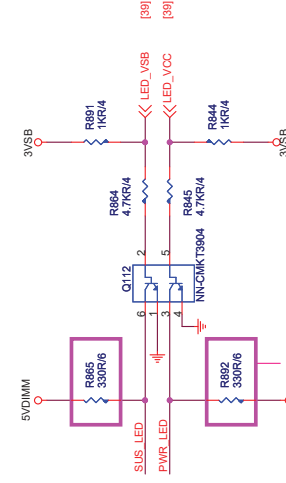 [39]
[39]
LED_VSB
LED_VCC
3VSB
R891
1KR/4
R844
1KR/4
3VSB
R864
4.7KR/4
R845
4.7KR/4
Q112
2
5
6
1
3
4
NN-CMKT3904
5VDIMM
R865
330R/6
R892
330R/6
SUS_LED
PWR_LED